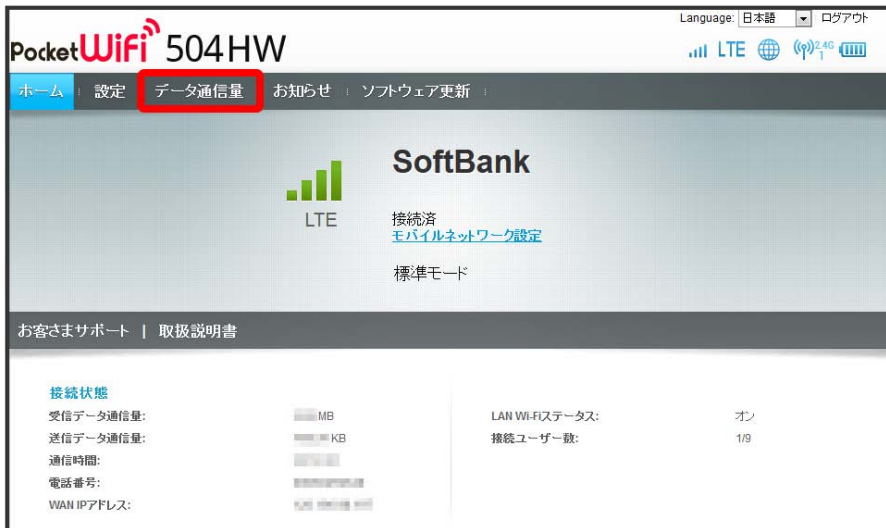 Language: 日本語 ログアウト
PocketWiFi 504HW
LTE 2.4G 1
ホーム 設定 データ通信量 お知らせ ソフトウェア更新
SoftBank
LTE
接続済
モバイルネットワーク設定
標準モード
お客さまサポート | 取扱説明書
接続状態
受信データ通信量: MB LAN Wi-Fiステータス: オン
送信データ通信量: KB 接続ユーザー数: 1/9
通信時間:
電話番号:
WAN IPアドレス: